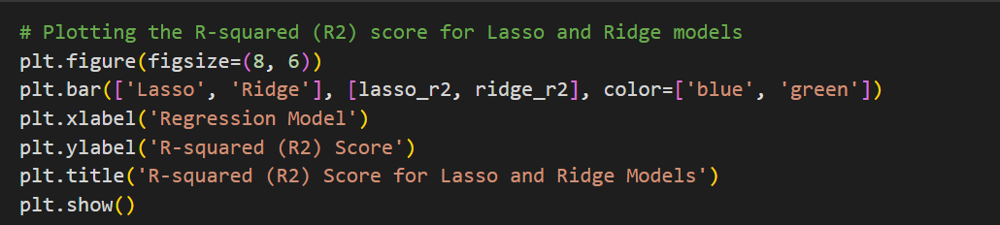 # Plotting the R-squared (R2) score for Lasso and Ridge models
plt.figure(figsize=(8, 6))
plt.bar(['Lasso', 'Ridge'], [lasso_r2, ridge_r2], color=['blue', 'green'])
plt.xlabel('Regression Model')
plt.ylabel('R-squared (R2) Score')
plt.title('R-squared (R2) Score for Lasso and Ridge Models')
plt.show()